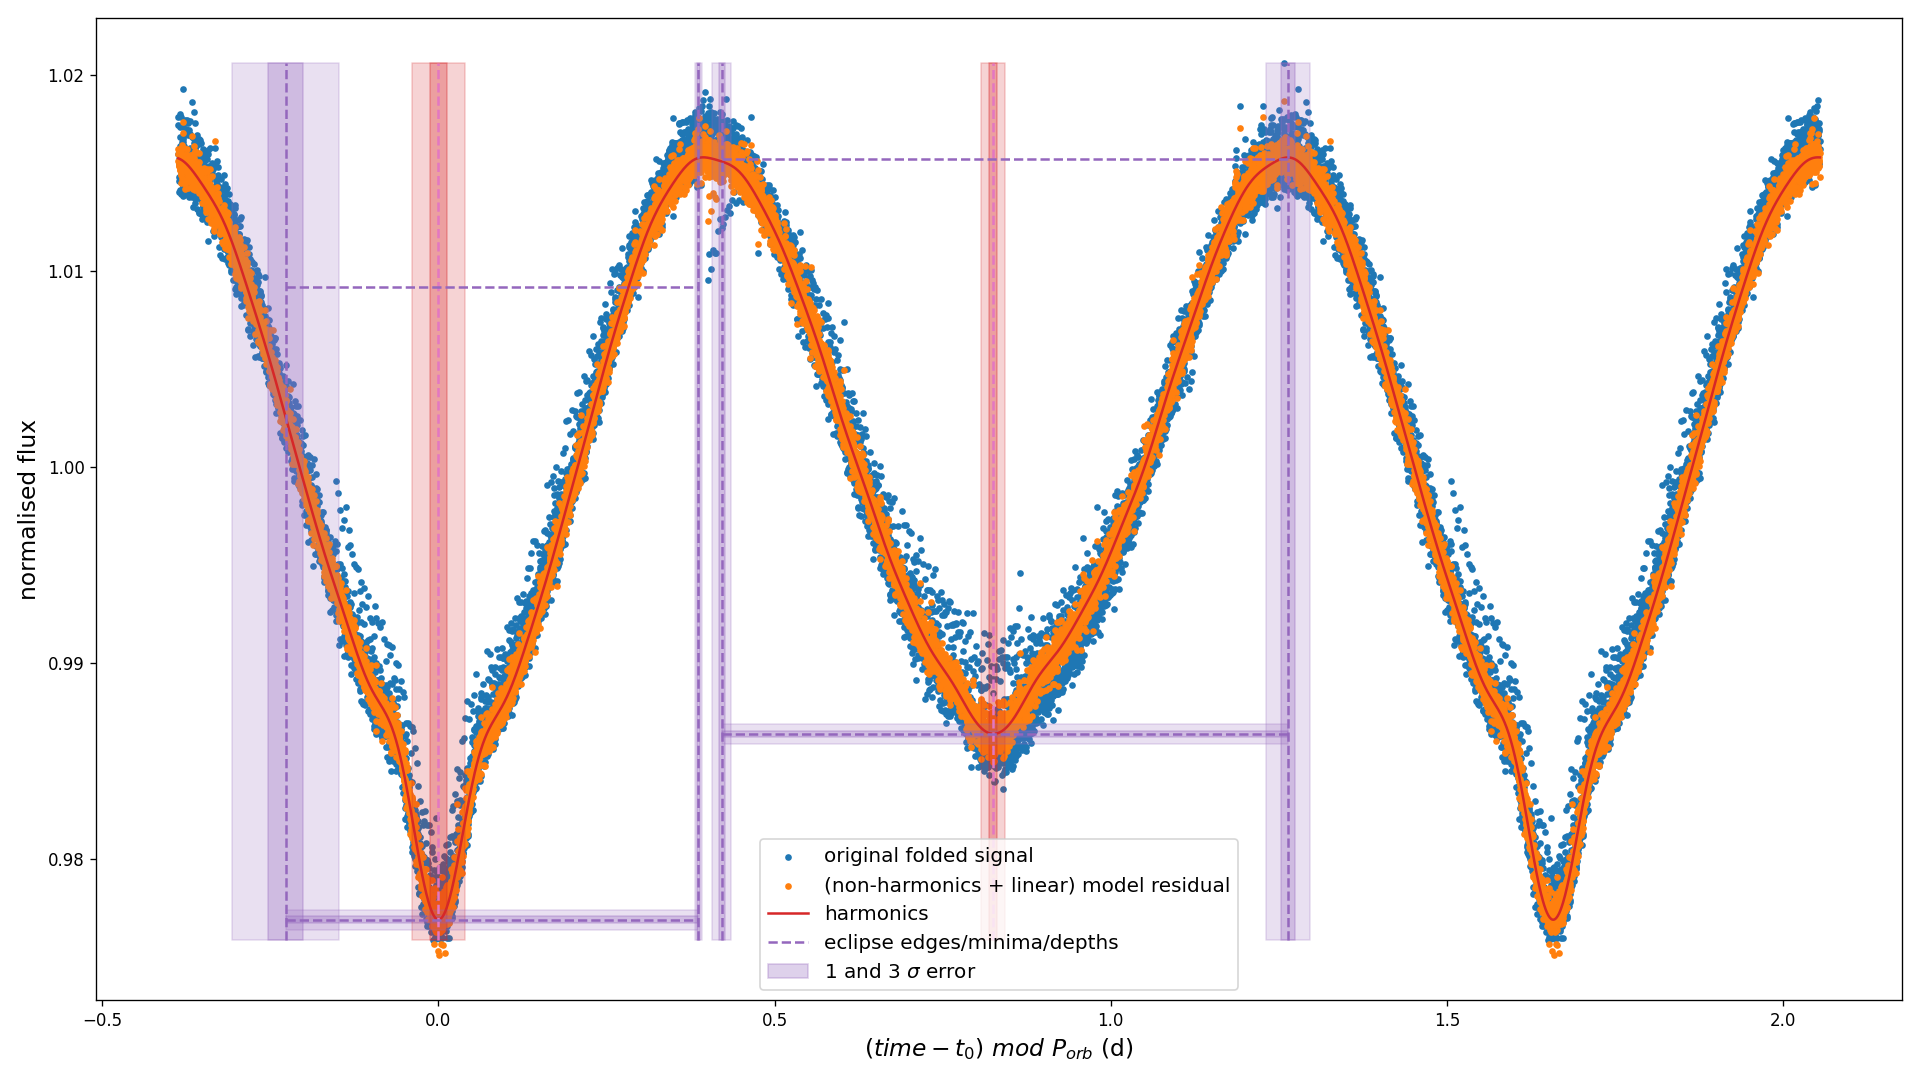 1.02
1.01
1.00
0.99
0.98
normalised flux
original folded signal
(non-harmonics + linear) model residual
harmonics
eclipse edges/minima/depths
1 and 3 σ error
−0.5 0.0 0.5 1.0 1.5 2.0
(time − t₀) mod Pₒᵣb (d)